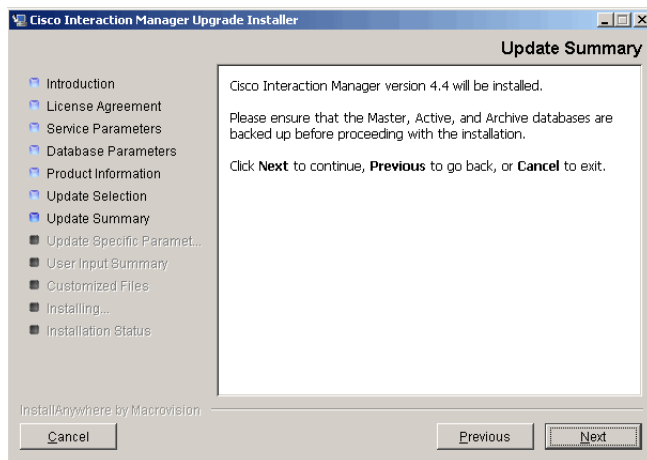 Cisco Interaction Manager Upgrade Installer
Update Summary
Introduction
License Agreement
Service Parameters
Database Parameters
Product Information
Update Selection
Update Summary
Update Specific Paramet...
User Input Summary
Customized Files
Installing...
Installation Status
Cisco Interaction Manager version 4.4 will be installed.
Please ensure that the Master, Active, and Archive databases are
backed up before proceeding with the installation.
Click Next to continue, Previous to go back, or Cancel to exit.
InstallAnywhere by Macrovision
Cancel
Previous
Next